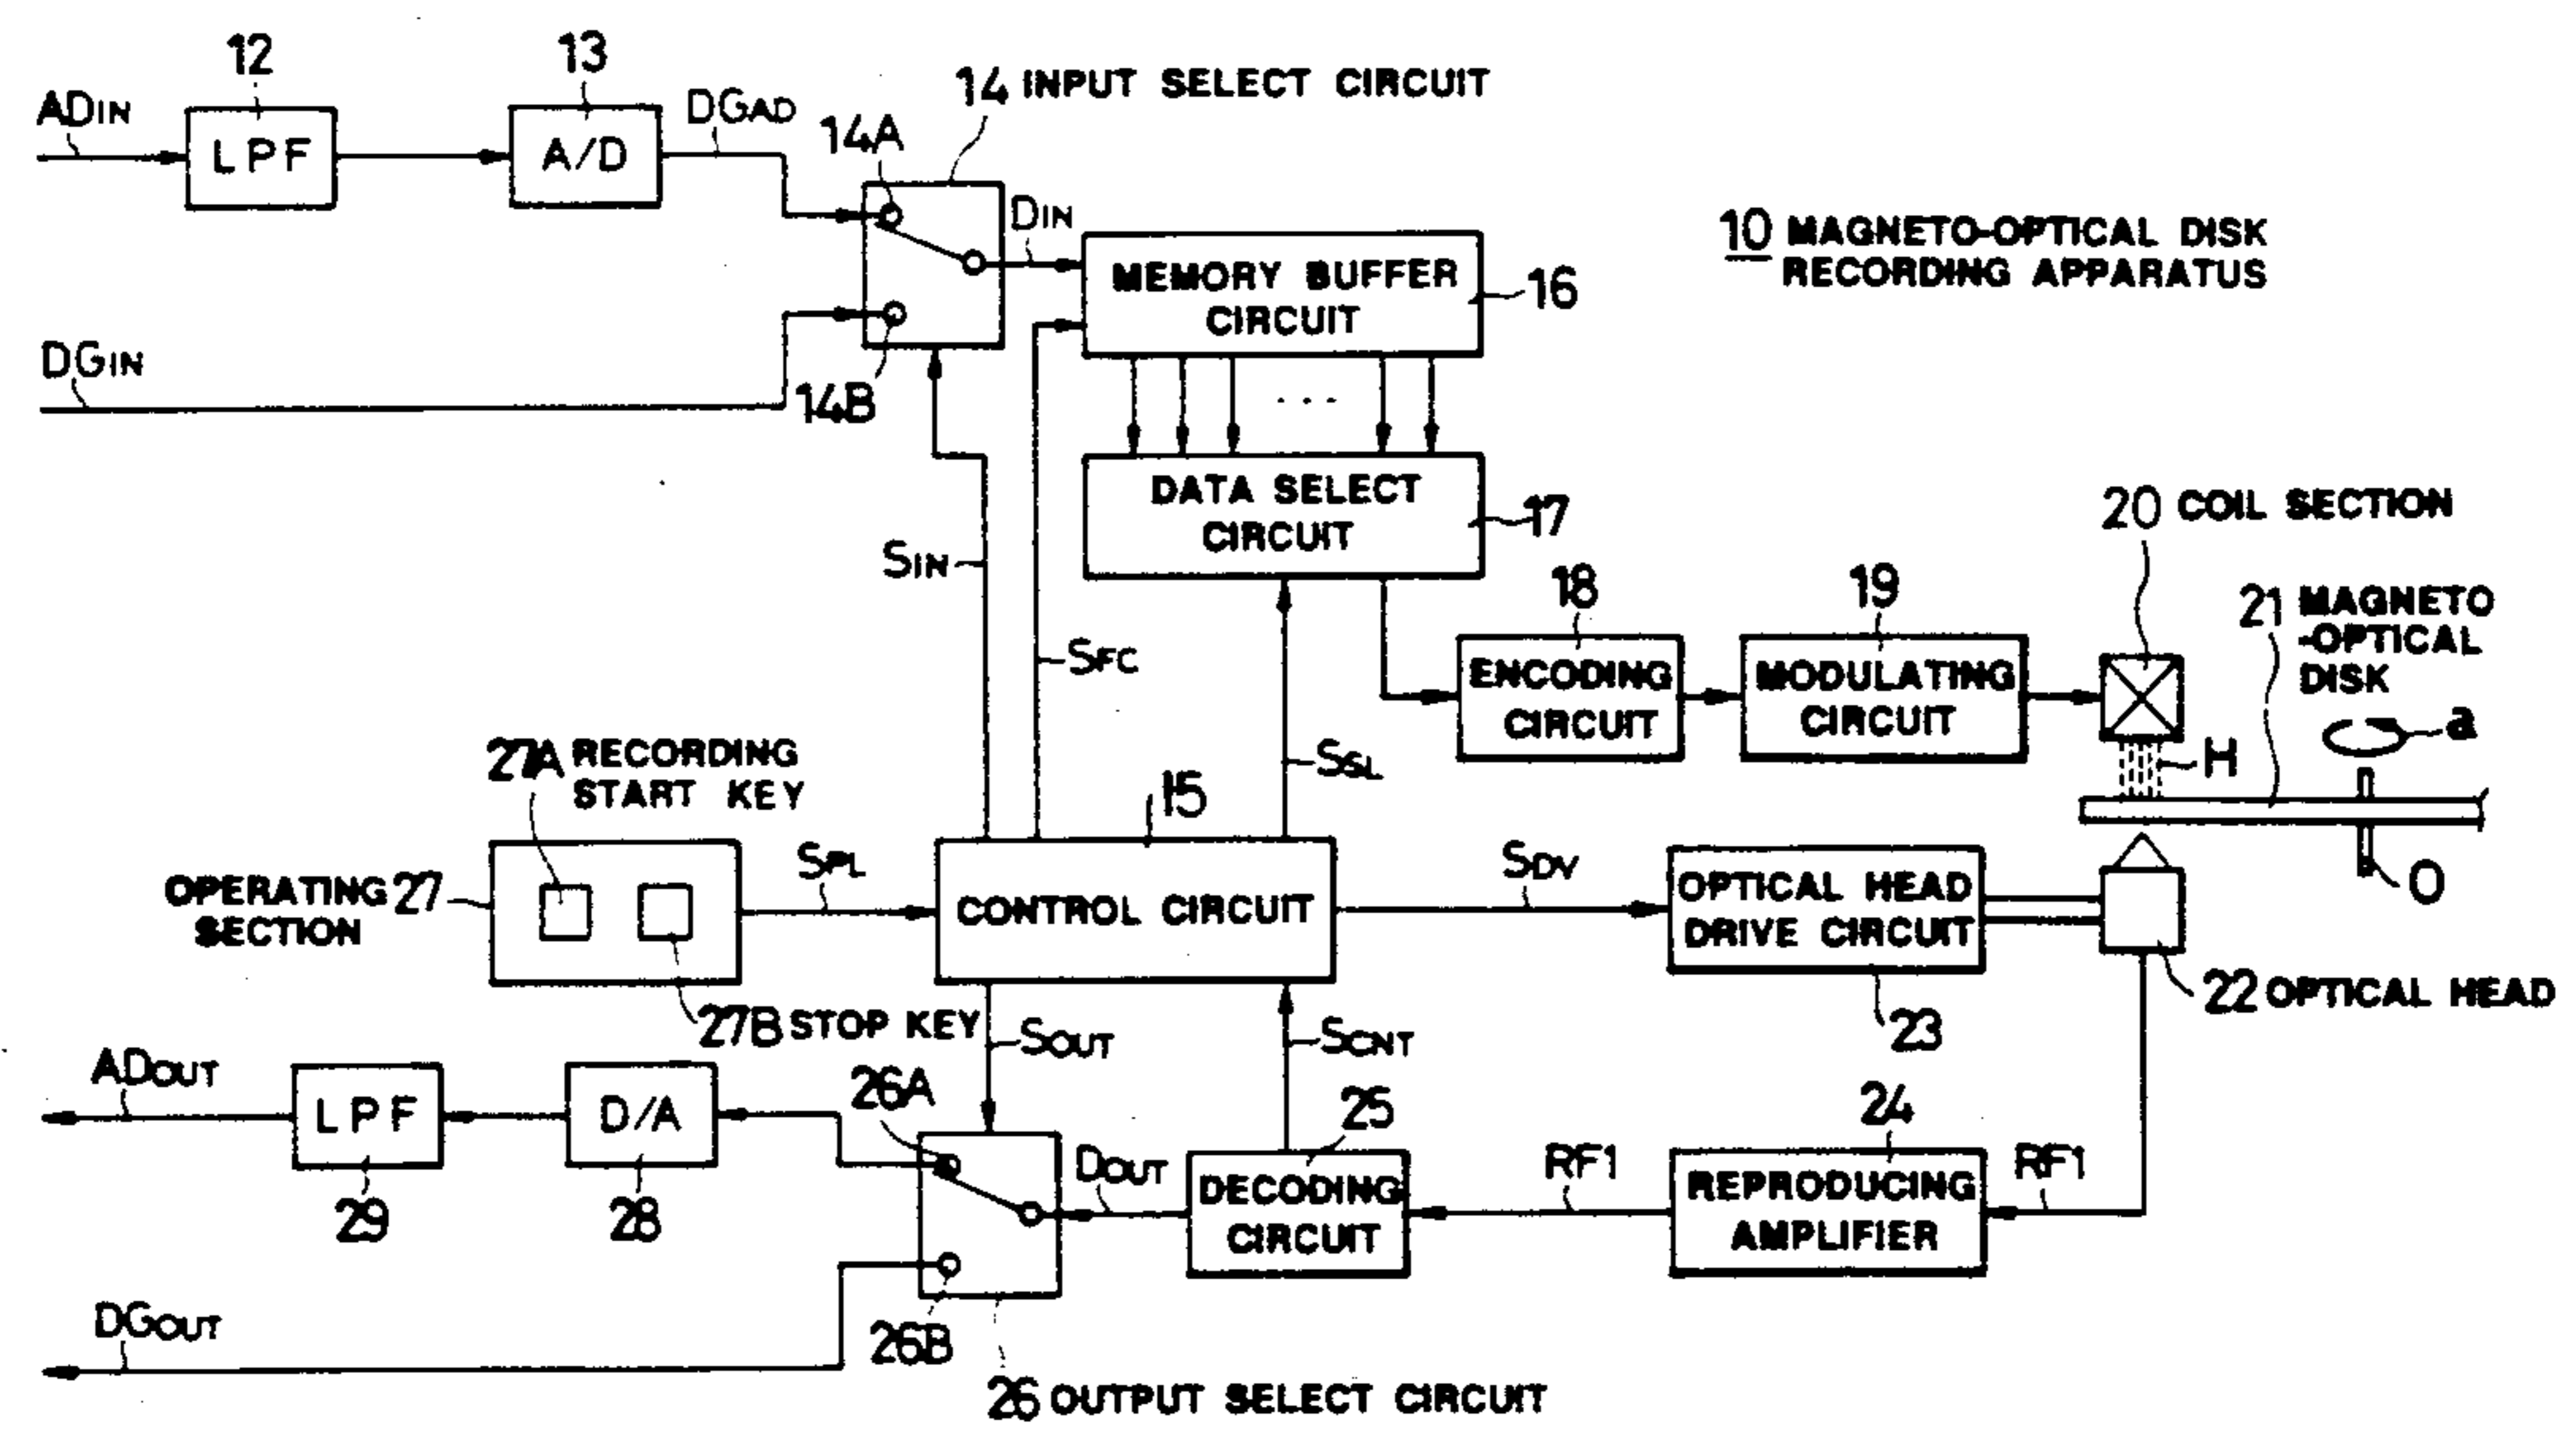 12
13
14 INPUT SELECT CIRCUIT
ADIN
DGAD
LPF
A/D
14A
DIN
10 MAGNETO-OPTICAL DISK
RECORDING APPARATUS
MEMORY BUFFER
CIRCUIT
16
DGIN
14B
...
DATA SELECT
CIRCUIT
17
20 COIL SECTION
SIN
18
19
21 MAGNETO
-OPTICAL
DISK
SFC
ENCODING
CIRCUIT
MODULATING
CIRCUIT
a
27A RECORDING
START KEY
SSL
H
15
OPERATING 27
SECTION
SPL
CONTROL CIRCUIT
SDV
OPTICAL HEAD
DRIVE CIRCUIT
O
27B STOP KEY
22 OPTICAL HEAD
23
SOUT
SCNT
ADOUT
26A
25
24
LPF
D/A
DOUT
DECODING
CIRCUIT
RF1
REPRODUCING
AMPLIFIER
RF1
29
28
DGOUT
26B
26 OUTPUT SELECT CIRCUIT